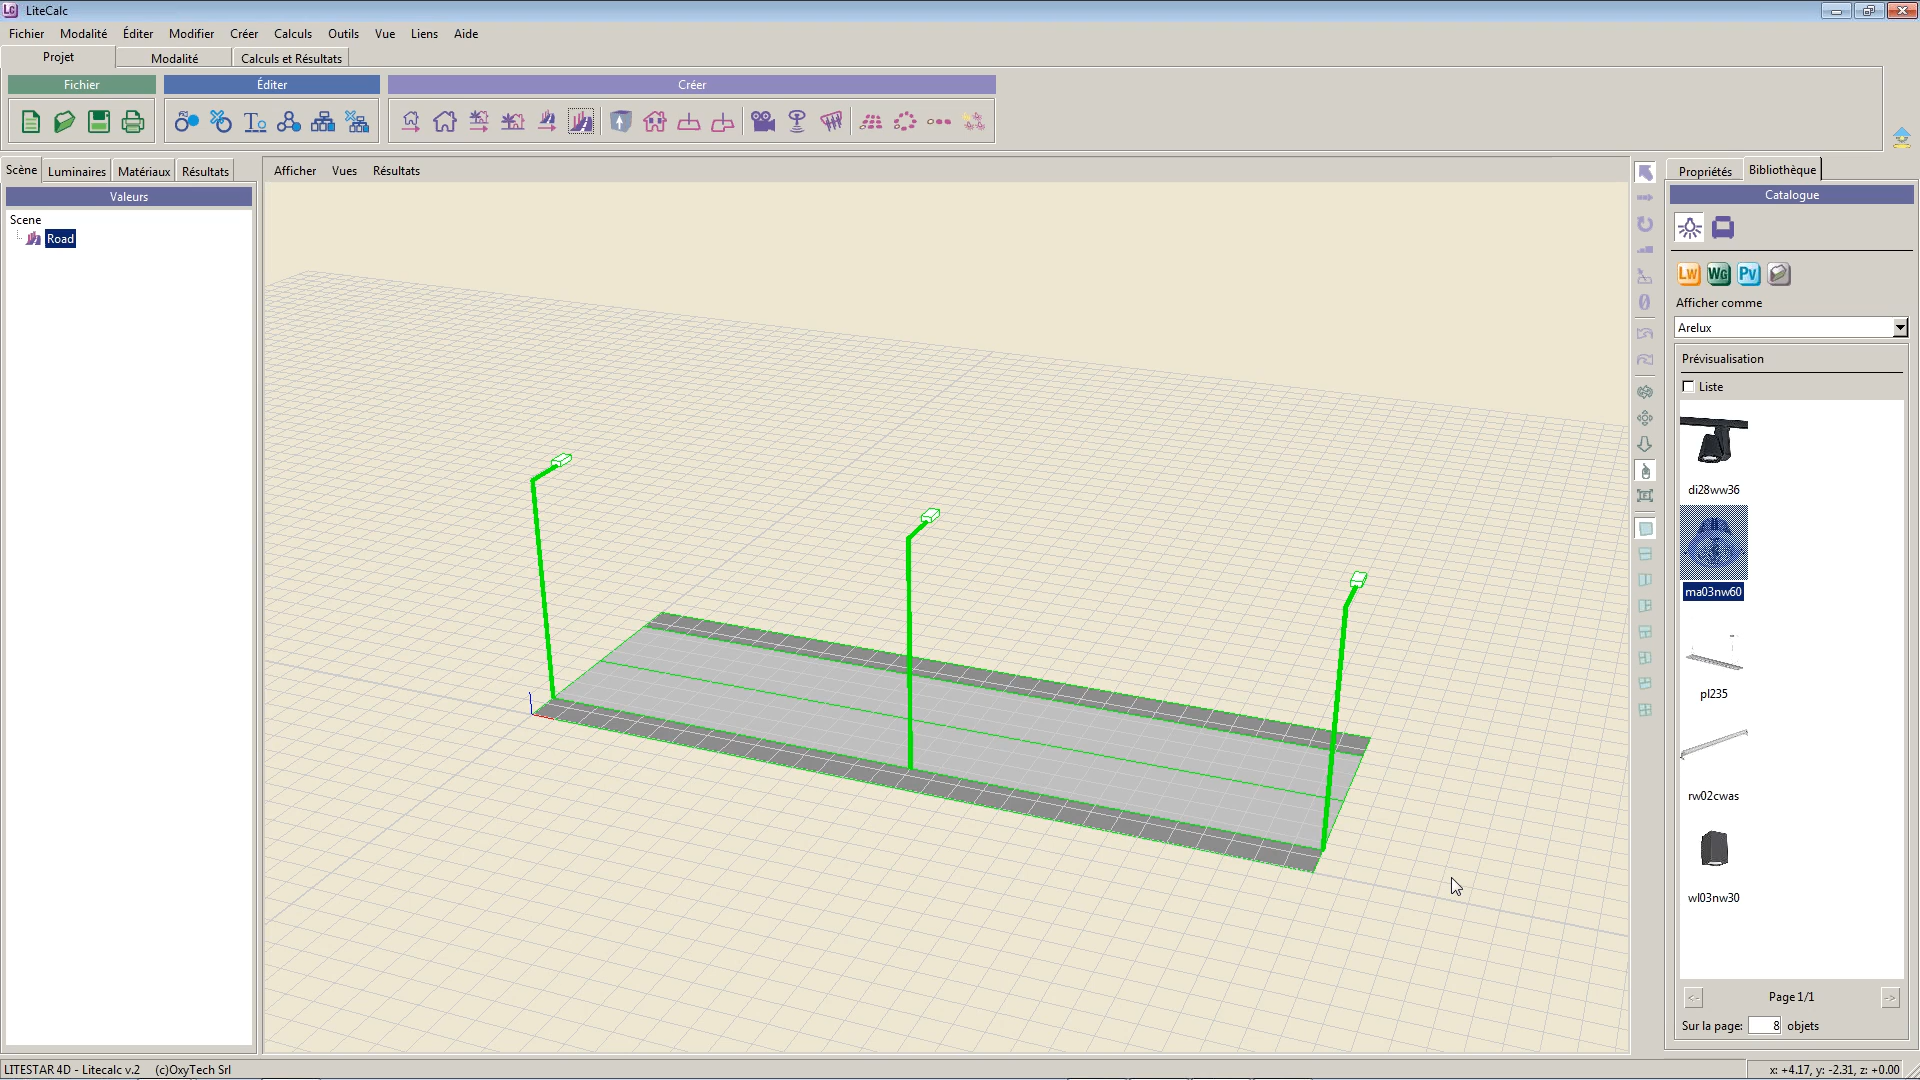 LiteCalc
Fichier Modalité Éditer Modifier Créer Calculs Outils Vue Liens Aide
Projet Modalité Calculs et Résultats
Fichier Éditer Créer
Scène Luminaires Matériaux Résultats
Afficher Vues Résultats
Propriétés Bibliothèque
Valeurs
Catalogue
Scene
Road
Lw Wg Pv
Afficher comme
Arelux
Prévisualisation
Liste
di28ww36
ma03nw60
pl235
rw02cwas
wl03nw30
<- Page 1/1 ->
Sur la page: 8 objets
LITESTAR 4D - Litecalc v.2 (c)OxyTech Srl
x: +4.17, y: -2.31, z: +0.00